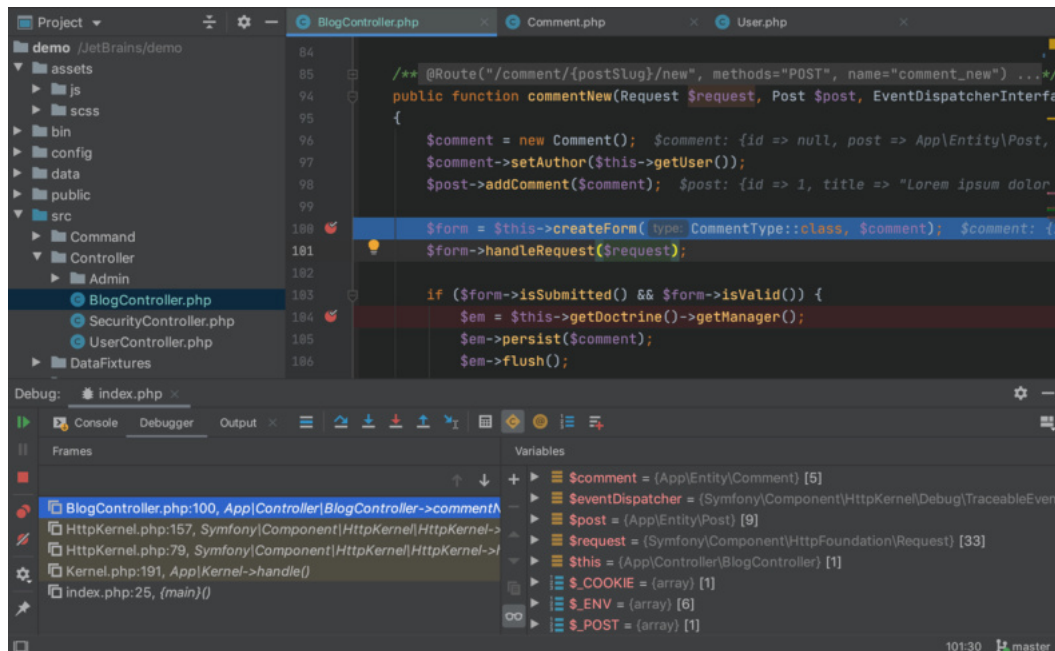 Project
BlogController.php
Comment.php
User.php
demo /JetBrains/demo
assets
js
scss
bin
config
data
public
src
Command
Controller
Admin
BlogController.php
SecurityController.php
UserController.php
DataFixtures
84
85 /** @Route("/comment/{postSlug}/new", methods="POST", name="comment_new") ...*/
94 public function commentNew(Request $request, Post $post, EventDispatcherInterfa
95 {
96 $comment = new Comment(); $comment: {id => null, post => App\Entity\Post,
97 $comment->setAuthor($this->getUser());
98 $post->addComment($comment); $post: {id => 1, title => "Lorem ipsum dolor
99
100 $form = $this->createForm( type: CommentType::class, $comment); $comment: {
101 $form->handleRequest($request);
102
103 if ($form->isSubmitted() && $form->isValid()) {
104 $em = $this->getDoctrine()->getManager();
105 $em->persist($comment);
106 $em->flush();
Debug: index.php
Console Debugger Output
Frames
BlogController.php:100, App|Controller|BlogController->commentN
HttpKernel.php:157, Symfony|Component|HttpKernel|HttpKernel->
HttpKernel.php:79, Symfony|Component|HttpKernel|HttpKernel->h
Kernel.php:191, App|Kernel->handle()
index.php:25, {main}()
Variables
$comment = {App\Entity\Comment} [5]
$eventDispatcher = {Symfony\Component\HttpKernel\Debug\TraceableEven
$post = {App\Entity\Post} [9]
$request = {Symfony\Component\HttpFoundation\Request} [33]
$this = {App\Controller\BlogController} [1]
$_COOKIE = {array} [1]
$_ENV = {array} [6]
$_POST = {array} [1]
101:30 master